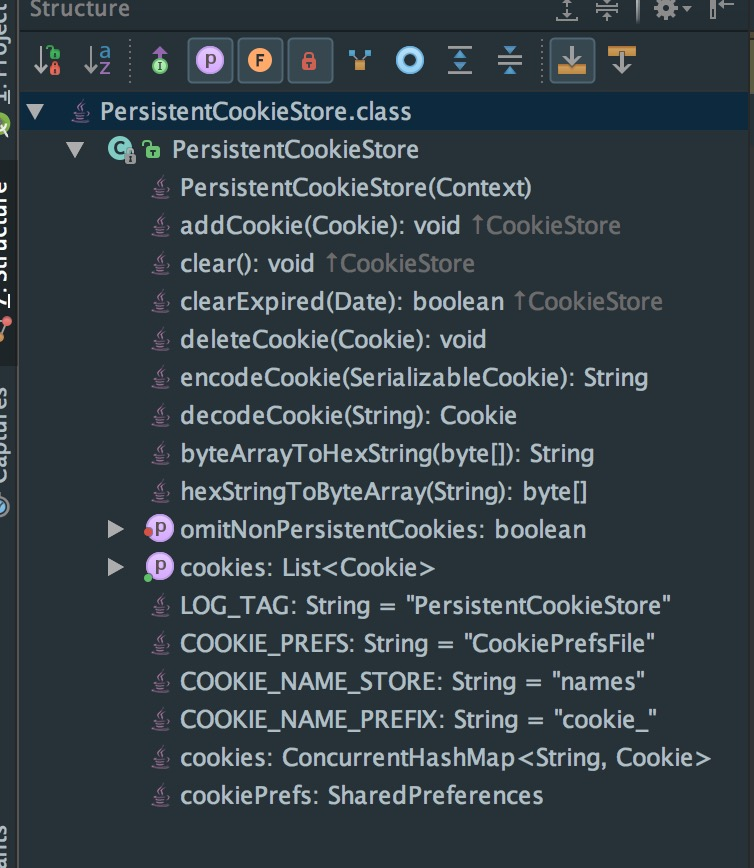 Structure
PersistentCookieStore.class
PersistentCookieStore
PersistentCookieStore(Context)
addCookie(Cookie): void ↑CookieStore
clear(): void ↑CookieStore
clearExpired(Date): boolean ↑CookieStore
deleteCookie(Cookie): void
encodeCookie(SerializableCookie): String
decodeCookie(String): Cookie
byteArrayToHexString(byte[]): String
hexStringToByteArray(String): byte[]
omitNonPersistentCookies: boolean
cookies: List<Cookie>
LOG_TAG: String = "PersistentCookieStore"
COOKIE_PREFS: String = "CookiePrefsFile"
COOKIE_NAME_STORE: String = "names"
COOKIE_NAME_PREFIX: String = "cookie_"
cookies: ConcurrentHashMap<String, Cookie>
cookiePrefs: SharedPreferences
1: Project
7: Structure
Captures